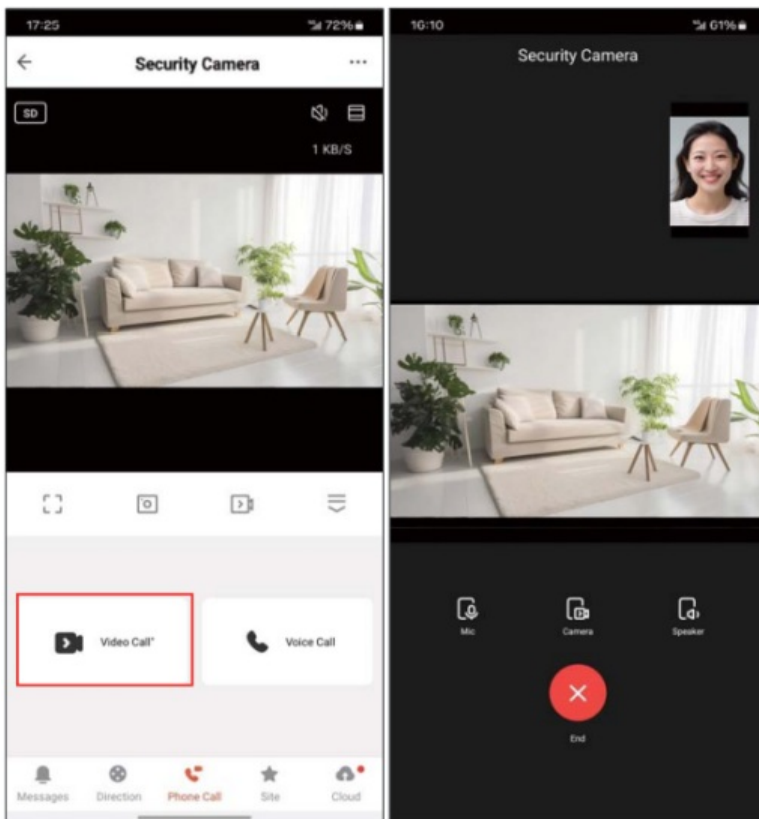 17:25
72%
Security Camera
SD
1 KB/S
Video Call*
Voice Call
Messages
Direction
Phone Call
Site
Cloud
16:10
61%
Security Camera
Mic
Camera
Speaker
End